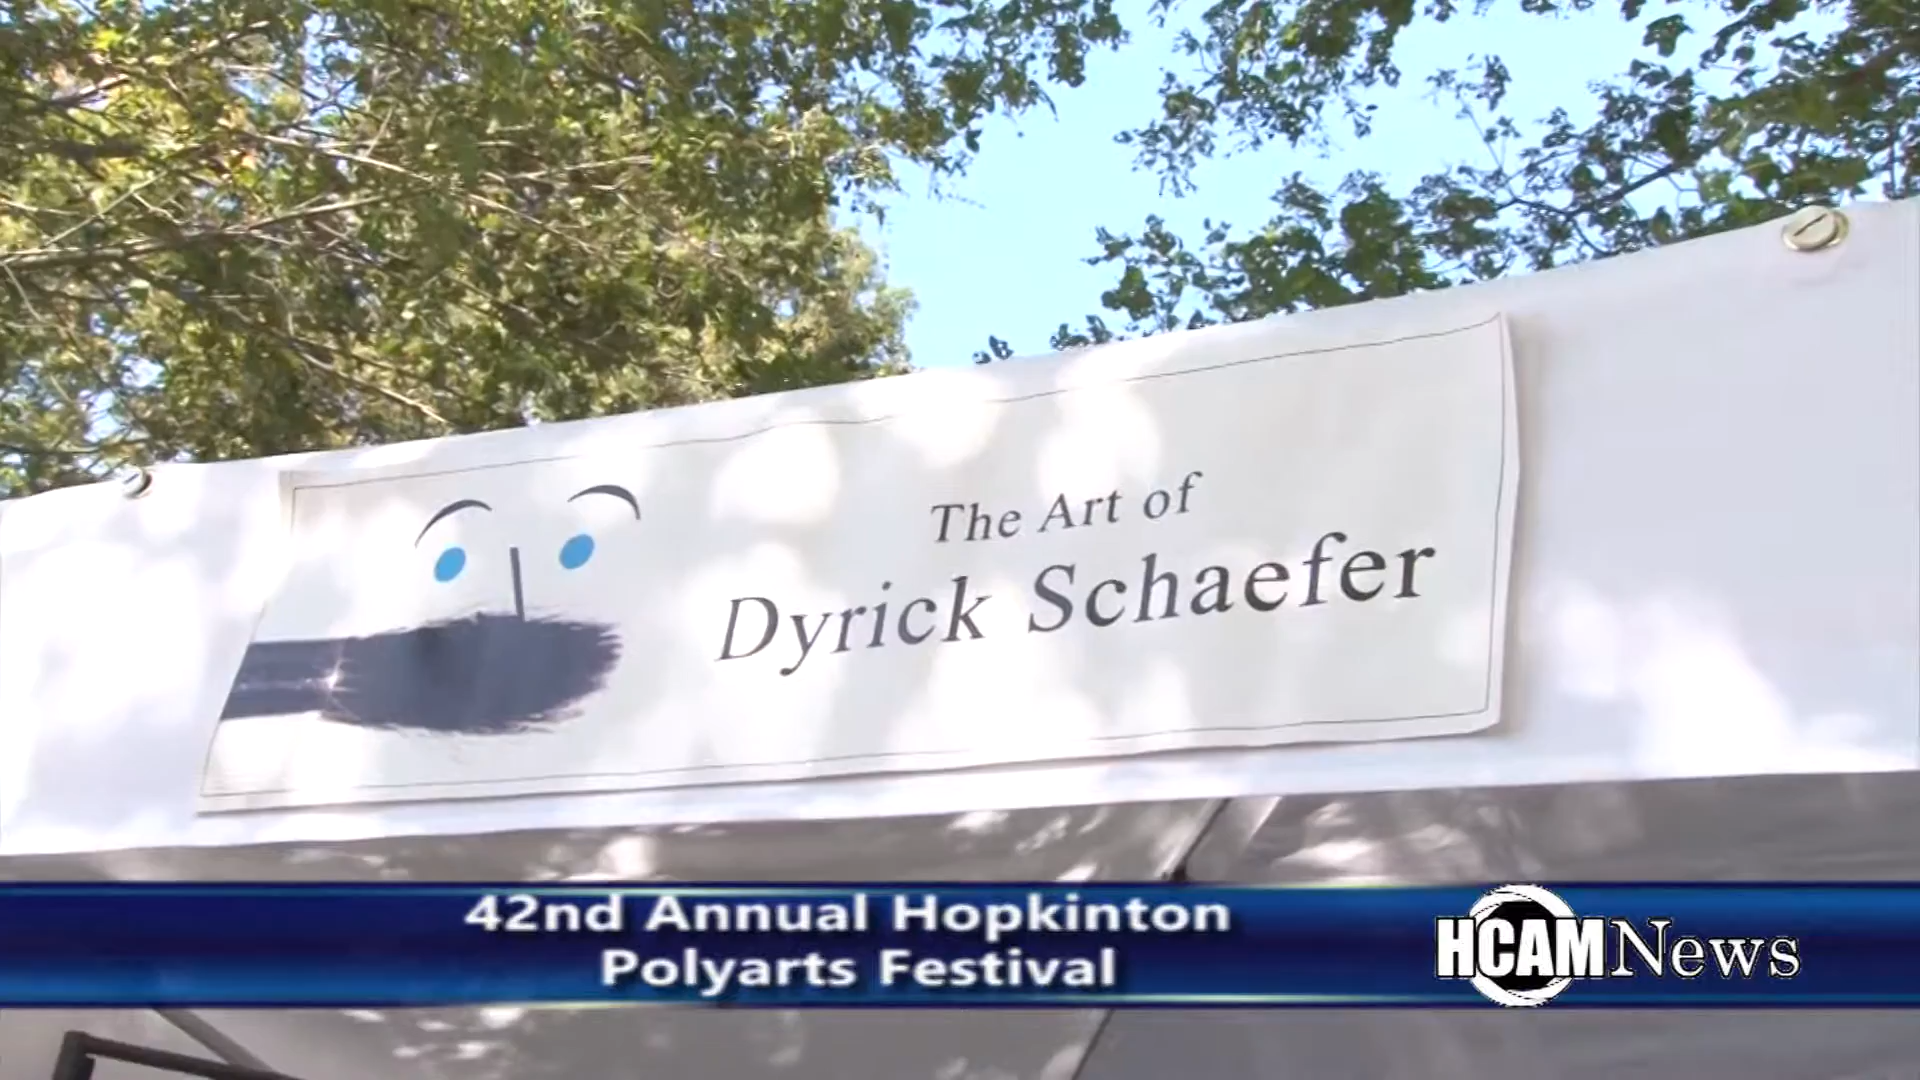 The Art of
Dyrick Schaefer
42nd Annual Hopkinton
Polyarts Festival
HCAM News